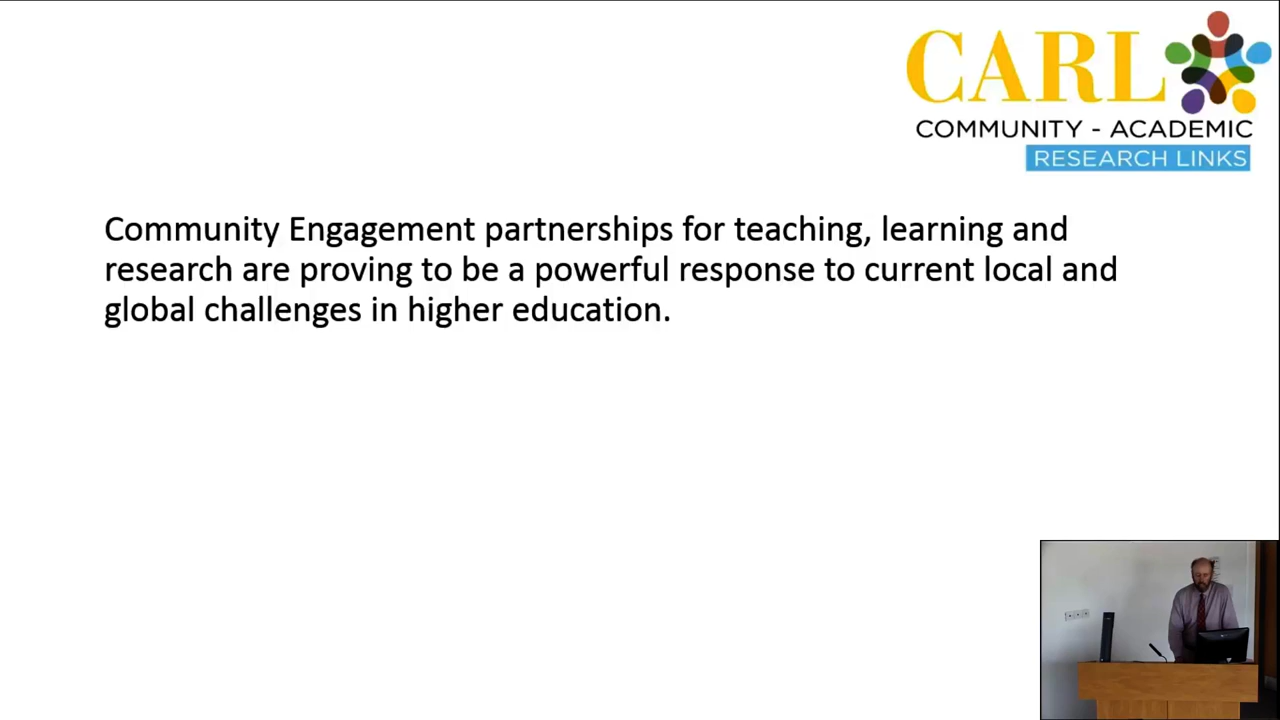 CARL
COMMUNITY - ACADEMIC
RESEARCH LINKS
Community Engagement partnerships for teaching, learning and
research are proving to be a powerful response to current local and
global challenges in higher education.